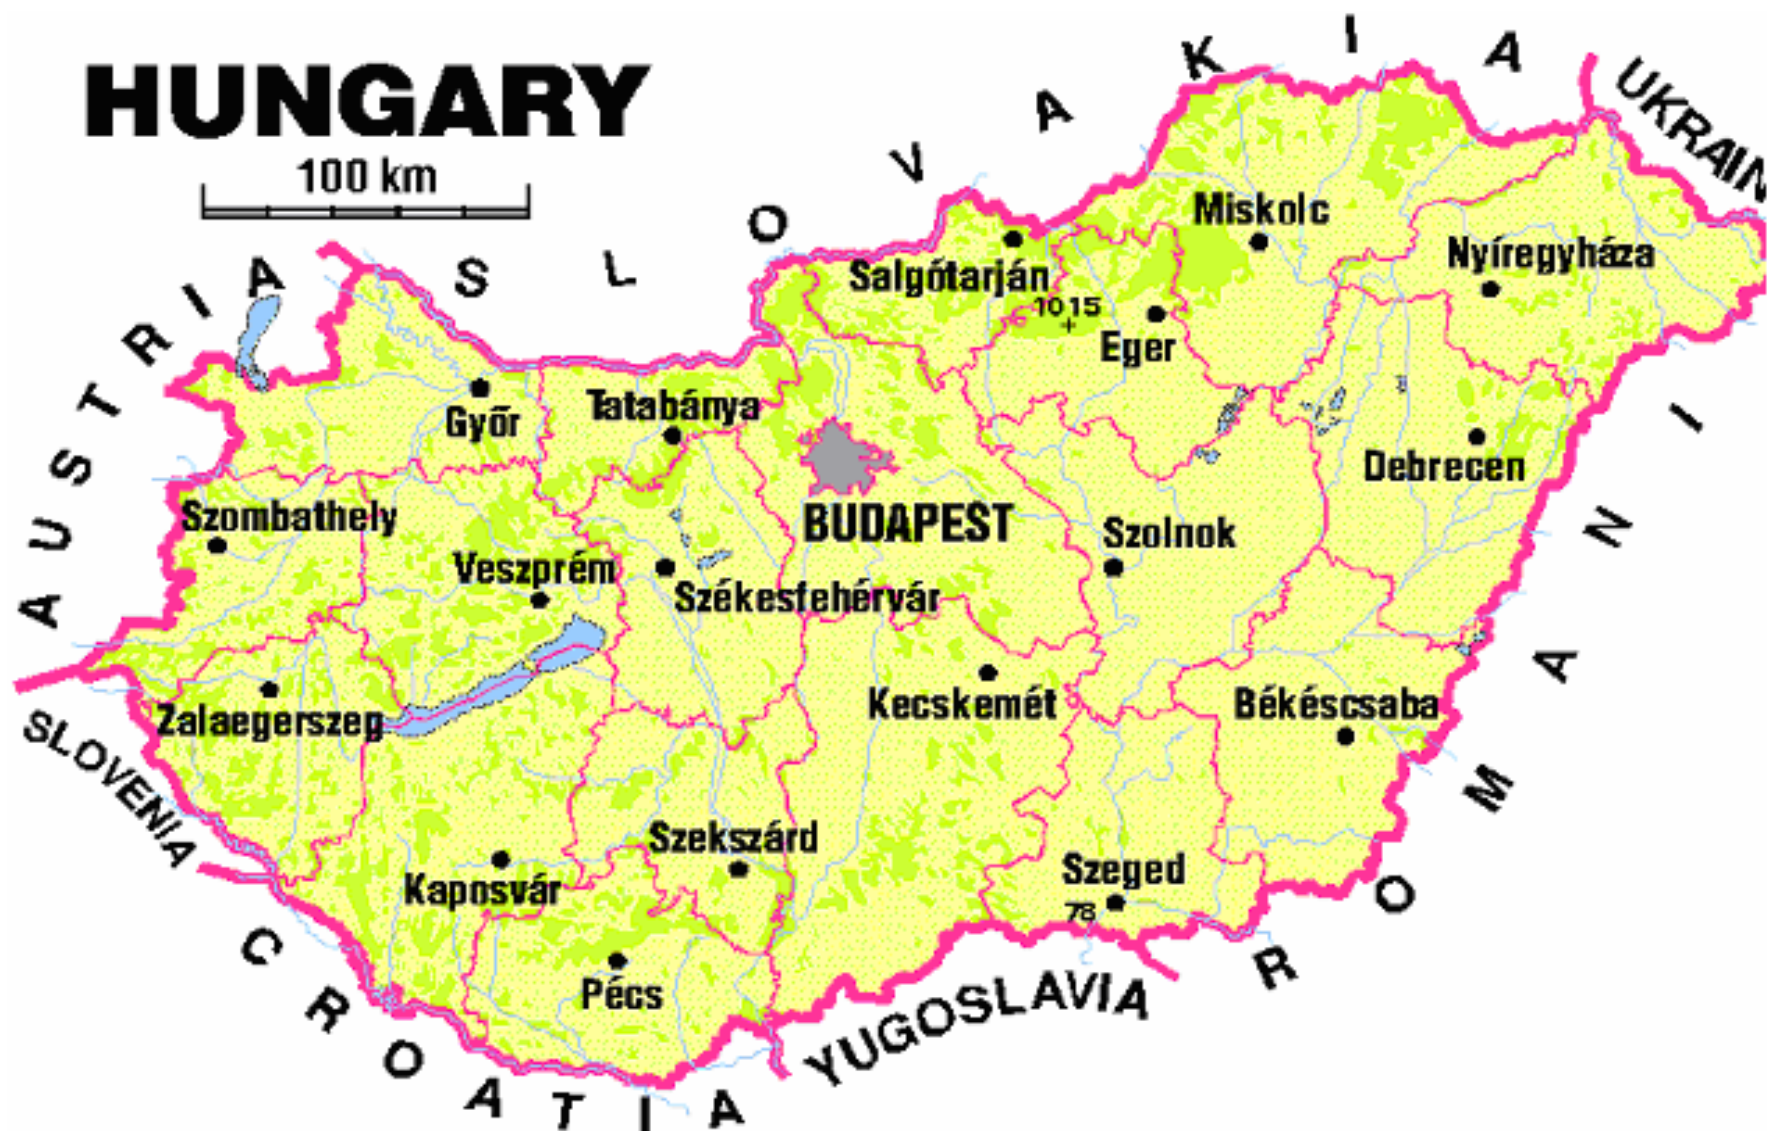 HUNGARY
100 km
SLOVAKIA
UKRAIN
AUSTRIA
Miskolc
Nyíregyháza
Salgótarján
1015
Eger
Győr
Tatabánya
Debrecen
Szombathely
BUDAPEST
Szolnok
Veszprém
Székesfehérvár
Zalaegerszeg
Kecskemét
Békéscsaba
SLOVENIA
Szekszárd
Kaposvár
Szeged
78
Pécs
CROATIA
YUGOSLAVIA
ROMANI